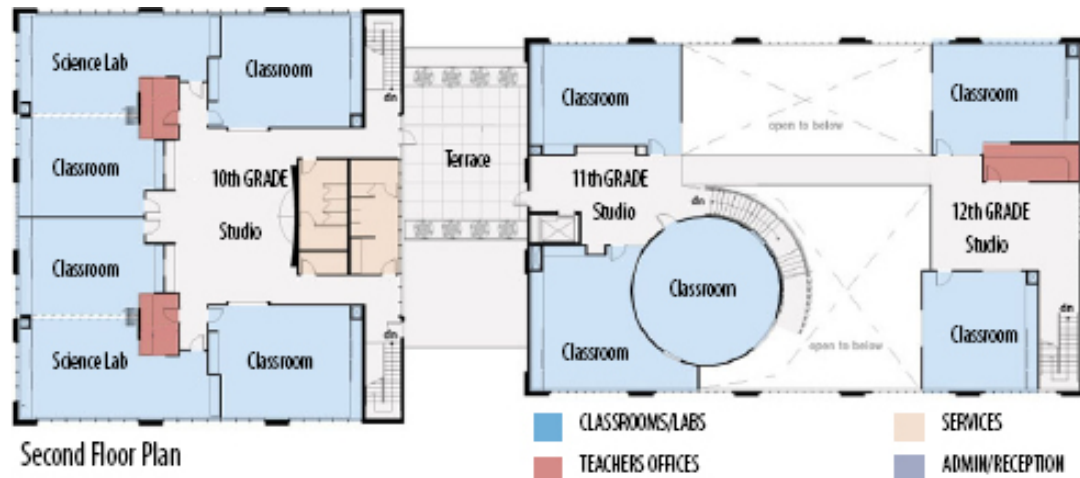 Science Lab
Classroom
dn
Classroom
10th GRADE
Studio
Classroom
Science Lab
Classroom
dn
Terrace
Classroom
open to below
Classroom
11th GRADE
Studio
dn
12th GRADE
Studio
Classroom
Classroom
Classroom
open to below
dn
Second Floor Plan
CLASSROOMS/LABS
TEACHERS OFFICES
SERVICES
ADMIN/RECEPTION